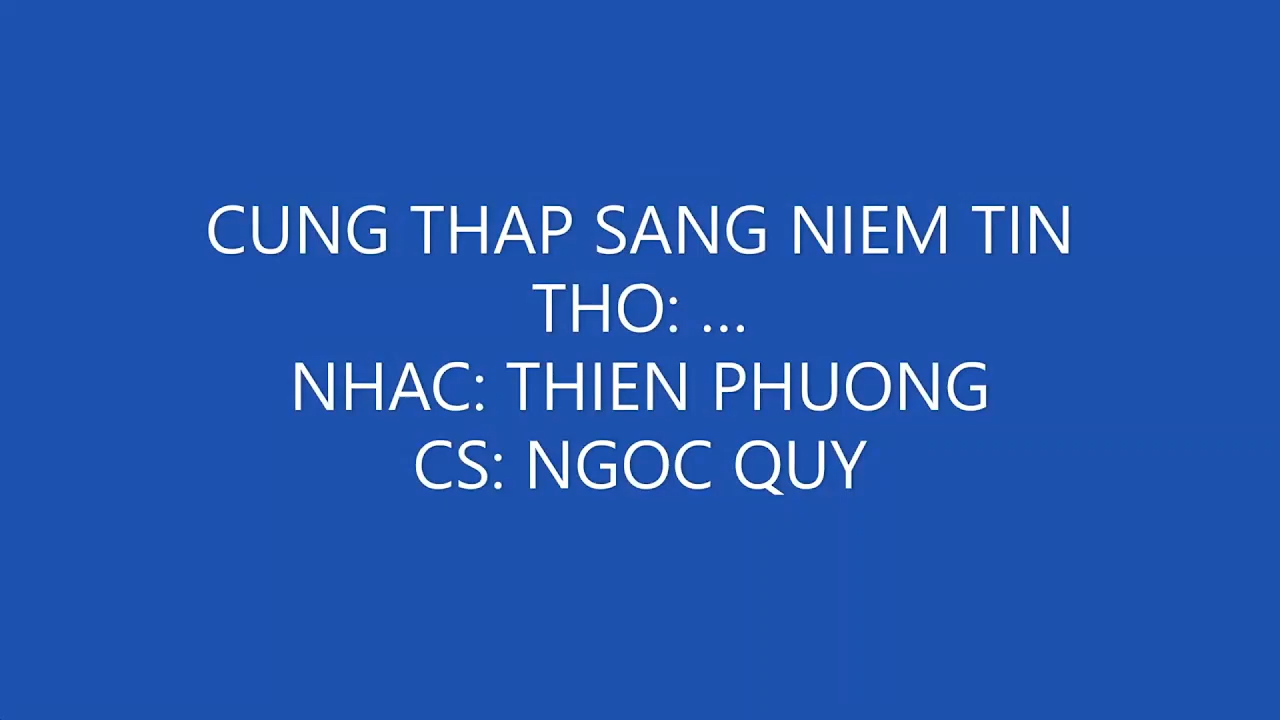 CUNG THAP SANG NIEM TIN
THO: ...
NHAC: THIEN PHUONG
CS: NGOC QUY